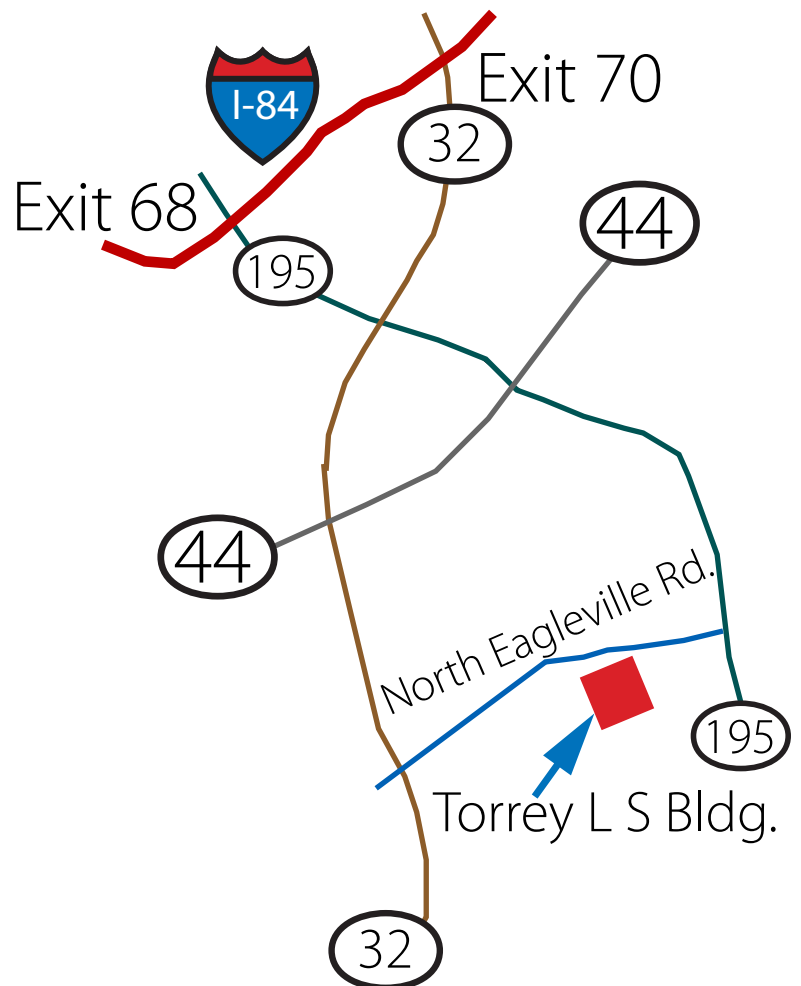 Exit 70
I-84
32
Exit 68
44
195
44
North Eagleville Rd.
195
Torrey L S Bldg.
32